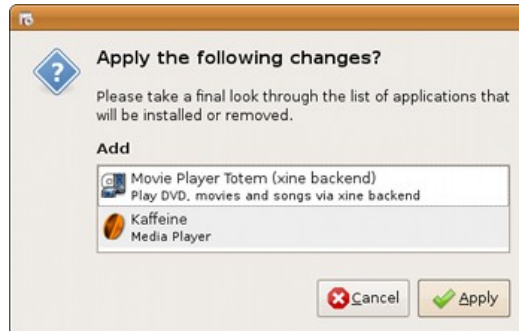 Apply the following changes?
Please take a final look through the list of applications that
will be installed or removed.
Add
Movie Player Totem (xine backend)
Play DVD, movies and songs via xine backend
Kaffeine
Media Player
Cancel
Apply